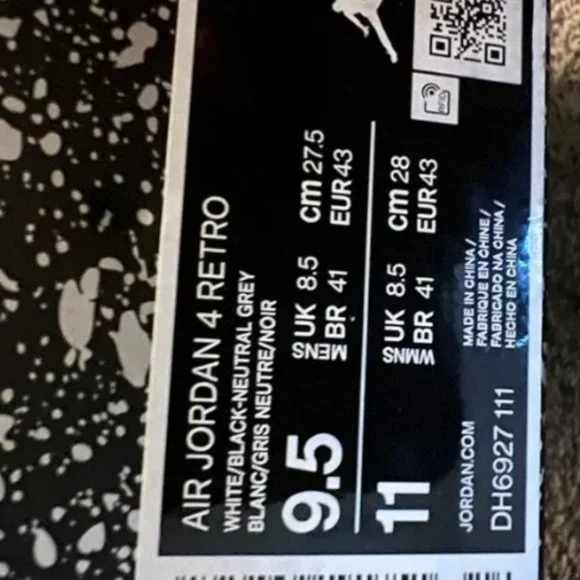 AIR JORDAN 4 RETRO
WHITE/BLACK-NEUTRAL GREY
BLANC/GRIS NEUTRE/NOIR
9.5 MENS UK 8.5 cm 27.5
BR 41 EUR 43
11 WMNS UK 8.5 cm 28
BR 41 EUR 43
JORDAN.COM
DH6927 111
MADE IN CHINA/
FABRIQUE EN CHINE/
FABRICADO NA CHINA/
HECHO EN CHINA